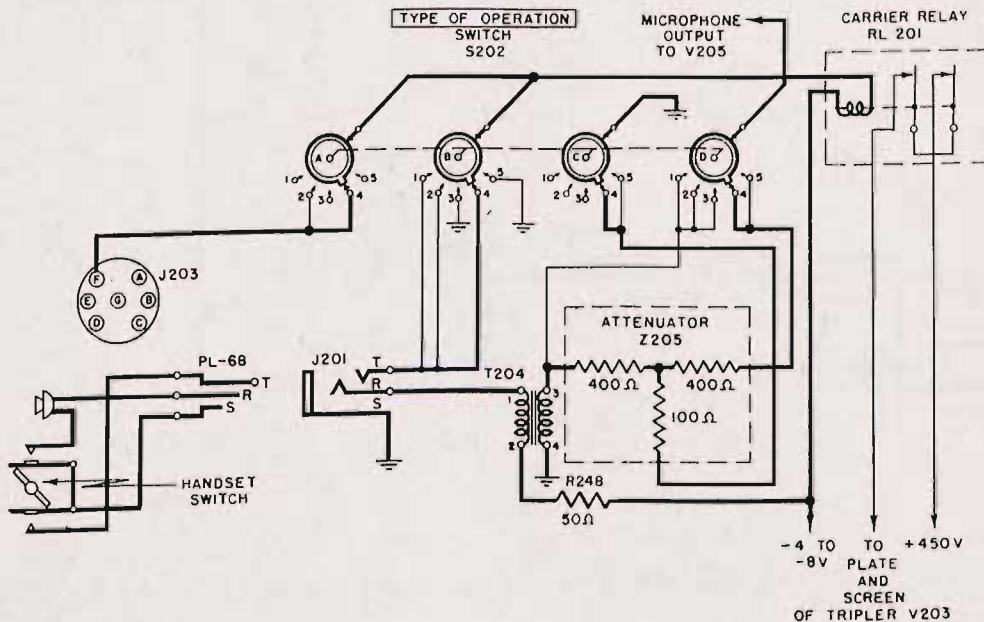 TYPE OF OPERATION
SWITCH
S202
MICROPHONE
OUTPUT
TO V205
CARRIER RELAY
RL 201
A
B
C
D
1
2
3
4
5
1
2
3
4
5
1
2
3
4
5
1
2
3
4
5
J203
F
A
E
G
B
D
C
PL-68
T
R
S
J201
T
R
S
T204
1
3
2
4
ATTENUATOR
Z205
400Ω
400Ω
100Ω
R248
50Ω
HANDSET
SWITCH
-4 TO
-8V
TO
PLATE
AND
SCREEN
OF TRIPLER V203
+450V